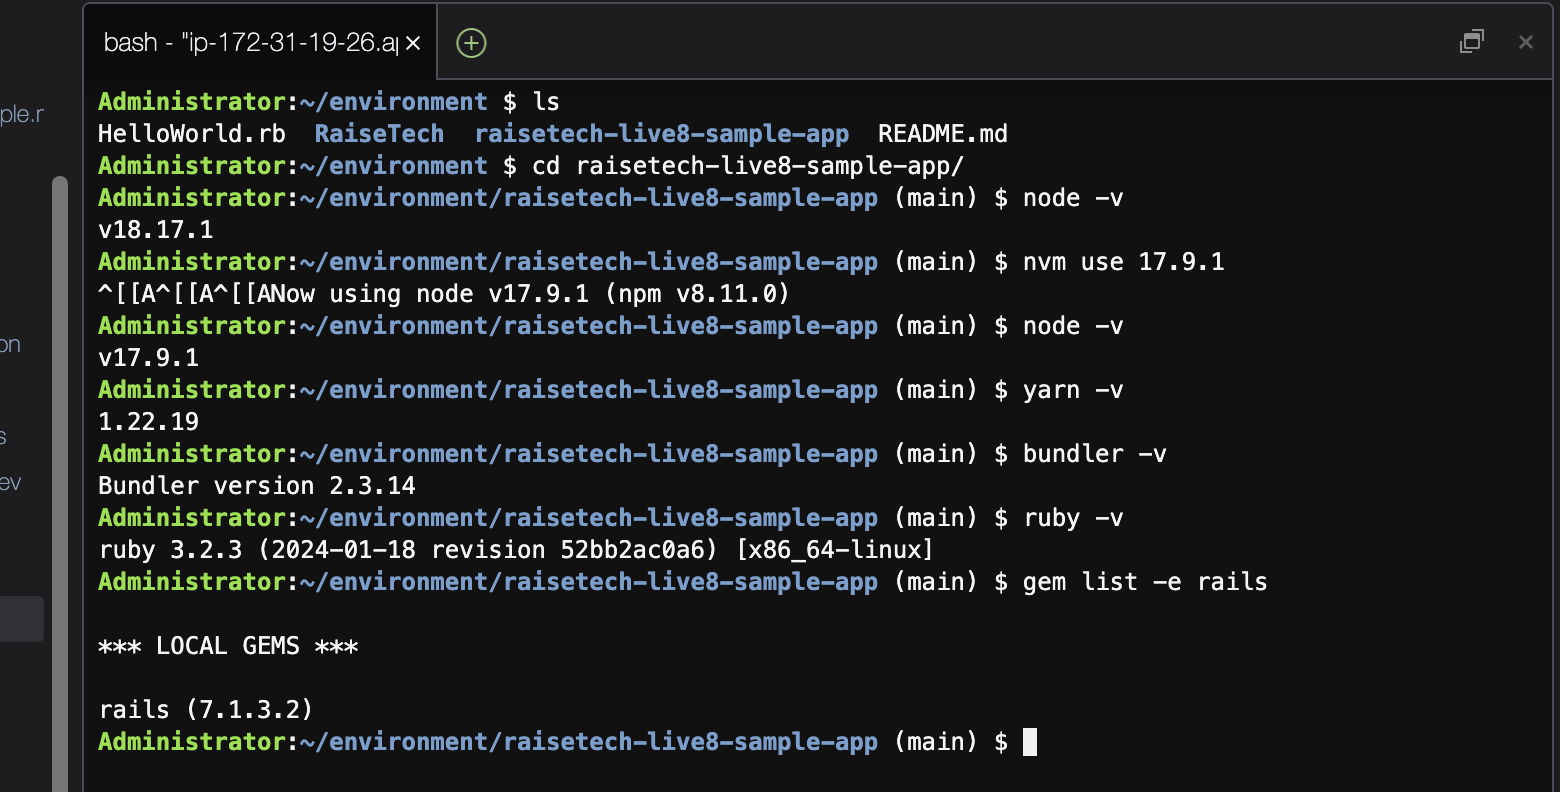 bash - "ip-172-31-19-26.ap
ple.r
on
s
ev
Administrator:~/environment $ ls
HelloWorld.rb  RaiseTech  raisetech-live8-sample-app  README.md
Administrator:~/environment $ cd raisetech-live8-sample-app/
Administrator:~/environment/raisetech-live8-sample-app (main) $ node -v
v18.17.1
Administrator:~/environment/raisetech-live8-sample-app (main) $ nvm use 17.9.1
^[[A^[[A^[[ANow using node v17.9.1 (npm v8.11.0)
Administrator:~/environment/raisetech-live8-sample-app (main) $ node -v
v17.9.1
Administrator:~/environment/raisetech-live8-sample-app (main) $ yarn -v
1.22.19
Administrator:~/environment/raisetech-live8-sample-app (main) $ bundler -v
Bundler version 2.3.14
Administrator:~/environment/raisetech-live8-sample-app (main) $ ruby -v
ruby 3.2.3 (2024-01-18 revision 52bb2ac0a6) [x86_64-linux]
Administrator:~/environment/raisetech-live8-sample-app (main) $ gem list -e rails
*** LOCAL GEMS ***
rails (7.1.3.2)
Administrator:~/environment/raisetech-live8-sample-app (main) $